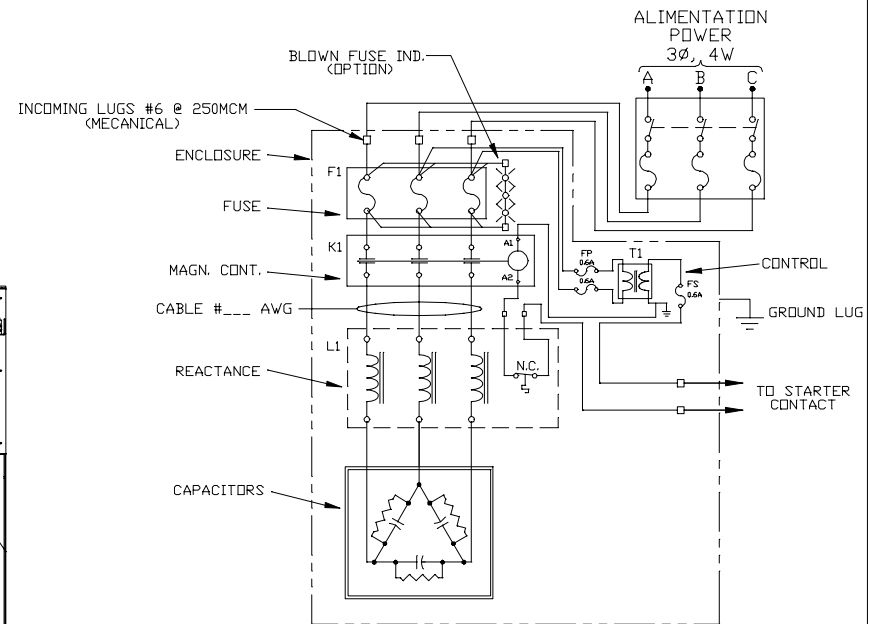 ALIMENTATION
POWER
3Ø, 4W
A B C
BLOWN FUSE IND.
(OPTION)
INCOMING LUGS #6 @ 250MCM
(MECANICAL)
ENCLOSURE
F1
FUSE
K1
A1
A2
MAGN. CONT.
FP
0.6A
0.6A
T1
FS
0.6A
CONTROL
CABLE #___ AWG
GROUND LUG
L1
N.C.
REACTANCE
TO STARTER
CONTACT
CAPACITORS